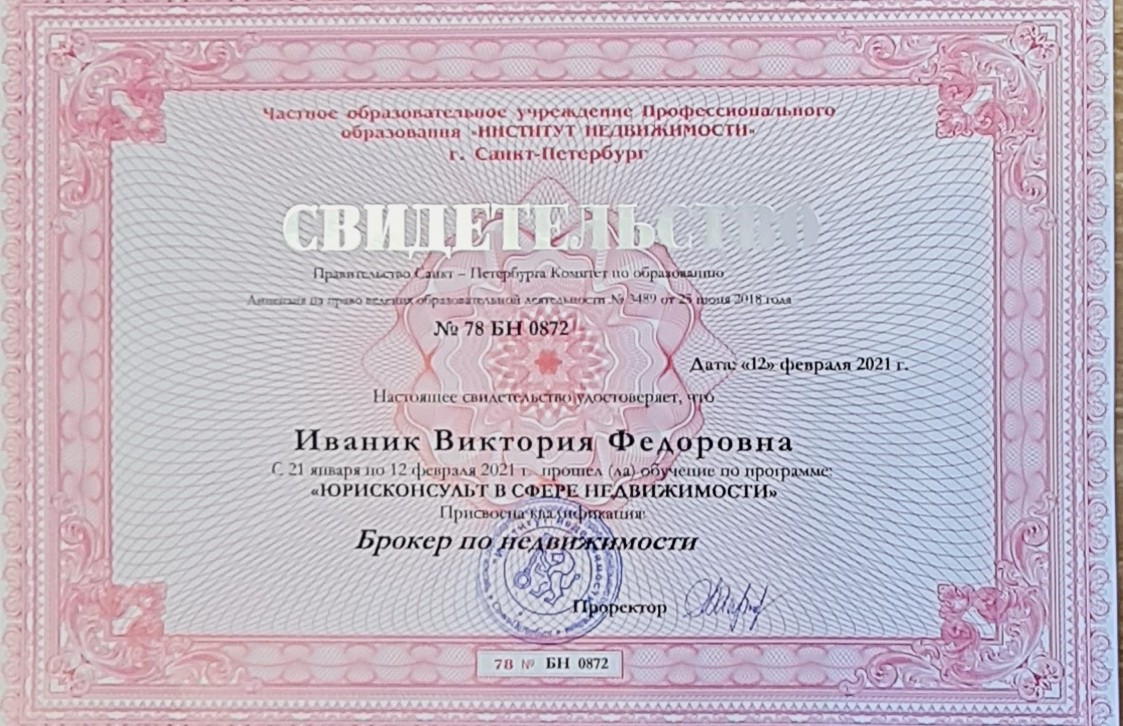 Частное образовательное учреждение Профессионального
образования «ИНСТИТУТ НЕДВИЖИМОСТИ»
г. Санкт-Петербург
СВИДЕТЕЛЬСТВО
Правительство Санкт – Петербурга Комитет по образованию
Лицензия на право ведения образовательной деятельности № 3489 от 25 июня 2018 года
№ 78 БН 0872
Дата: «12» февраля 2021 г.
Настоящее свидетельство удостоверяет, что
Иваник Виктория Федоровна
С 21 января по 12 февраля 2021 г. прошел (ла) обучение по программе:
«ЮРИСКОНСУЛЬТ В СФЕРЕ НЕДВИЖИМОСТИ»
Присвоена квалификация:
Брокер по недвижимости
Проректор
78 № БН 0872